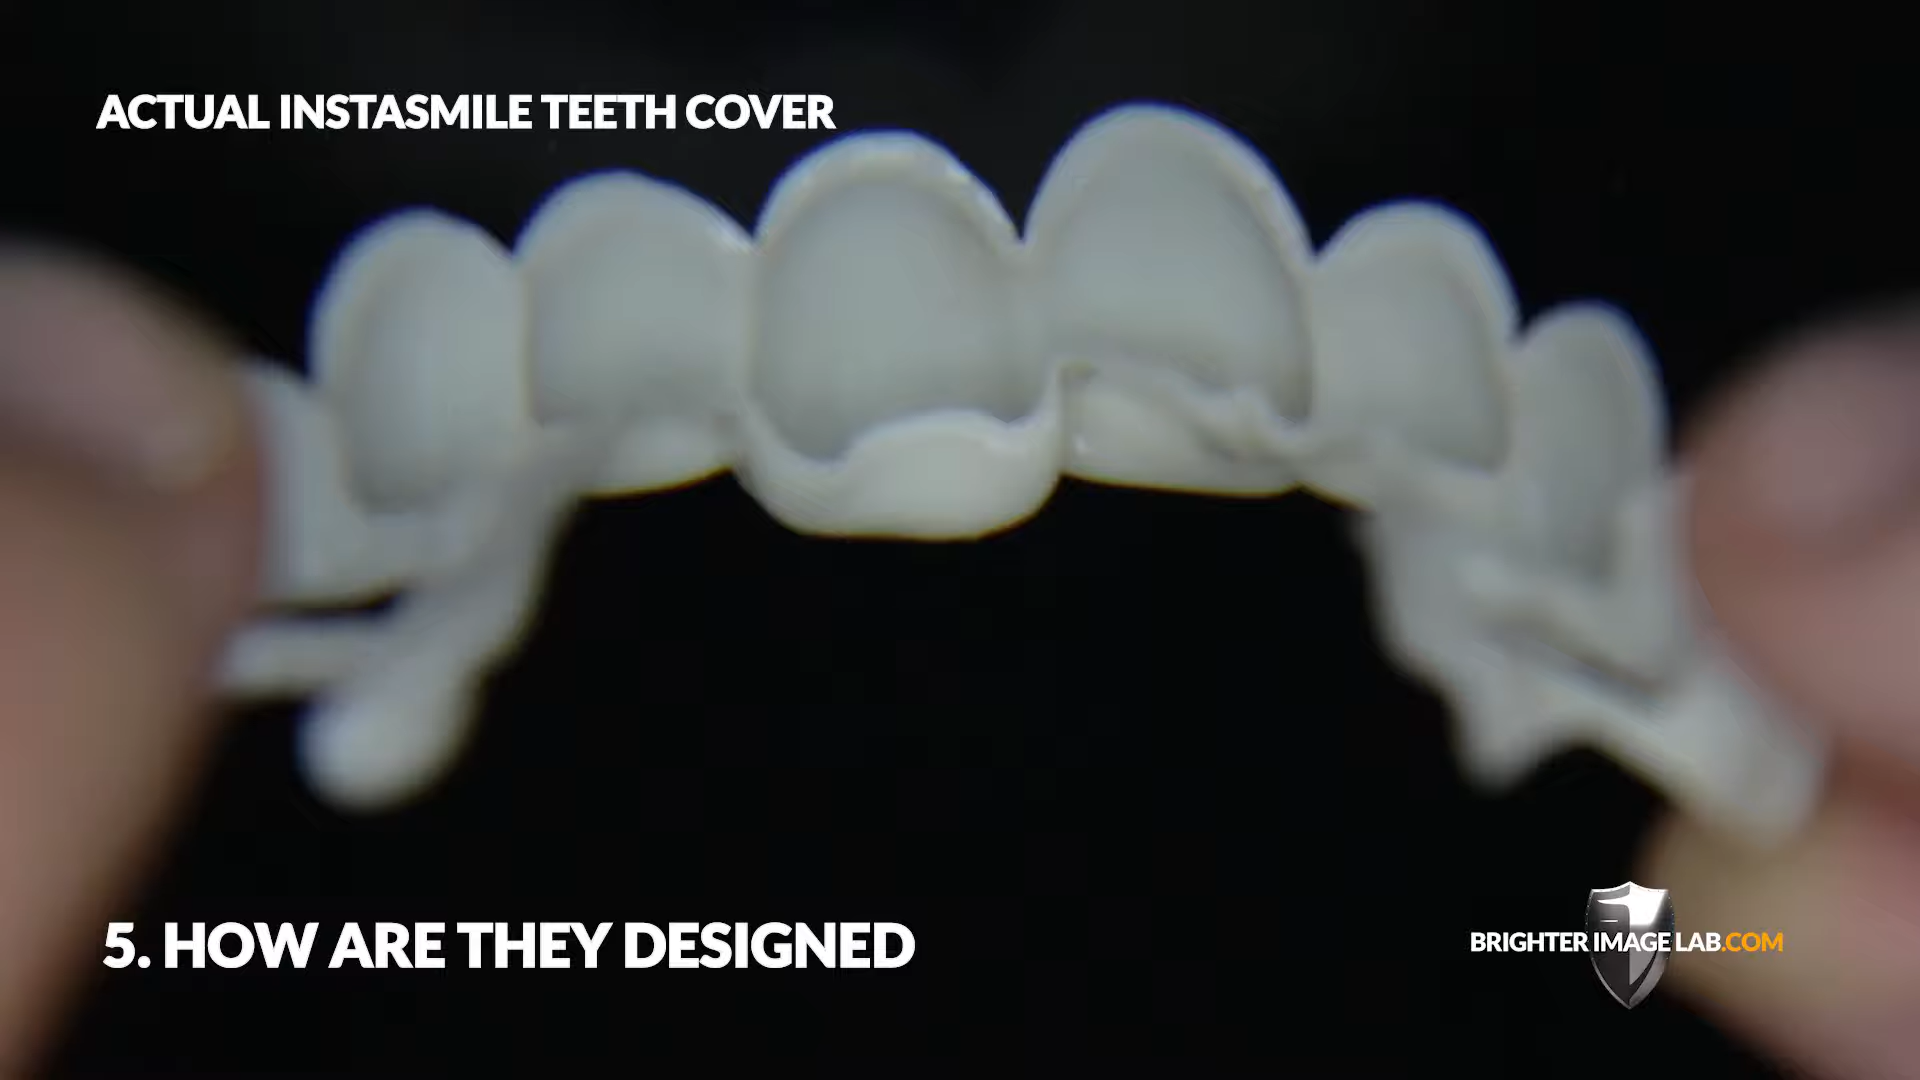 ACTUAL INSTASMILE TEETH COVER
5. HOW ARE THEY DESIGNED
BRIGHTER IMAGE LAB.COM